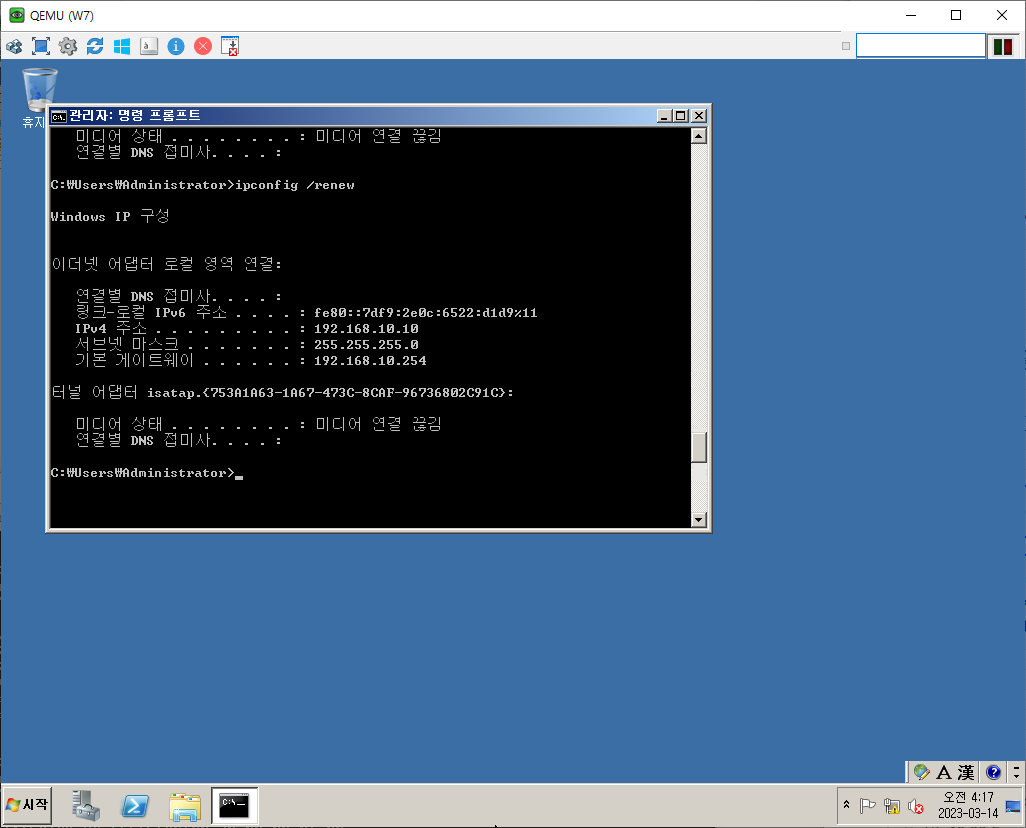 QEMU (W7)
휴지
관리자: 명령 프롬프트
미디어 상태 . . . . . . . . : 미디어 연결 끊김
연결별 DNS 접미사. . . . :
C:₩Users₩Administrator>ipconfig /renew
Windows IP 구성
이더넷 어댑터 로컬 영역 연결:
연결별 DNS 접미사. . . . :
링크-로컬 IPv6 주소 . . . . : fe80::7df9:2e0c:6522:d1d9%11
IPv4 주소 . . . . . . . . . : 192.168.10.10
서브넷 마스크 . . . . . . . : 255.255.255.0
기본 게이트웨이 . . . . . . : 192.168.10.254
터널 어댑터 isatap.{753A1A63-1A67-473C-8CAF-96736802C91C}:
미디어 상태 . . . . . . . . : 미디어 연결 끊김
연결별 DNS 접미사. . . . :
C:₩Users₩Administrator>
A 漢
시작
오전 4:17
2023-03-14